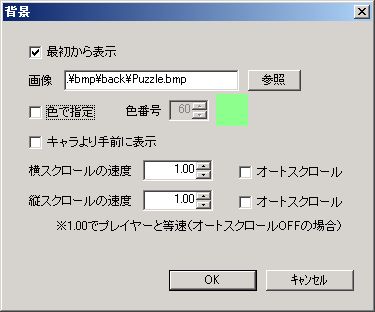 背景
最初から表示
画像 .¥bmp¥back¥Puzzle.bmp 参照
色で指定 色番号 60
キャラより手前に表示
横スクロールの速度 1.00 オートスクロール
縦スクロールの速度 1.00 オートスクロール
※1.00でプレイヤーと等速(オートスクロールOFFの場合)
OK キャンセル